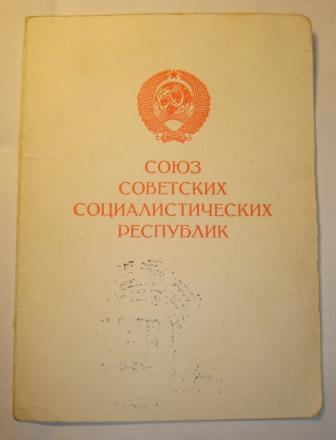 СОЮЗ
СОВЕТСКИХ
СОЦИАЛИСТИЧЕСКИХ
РЕСПУБЛИК